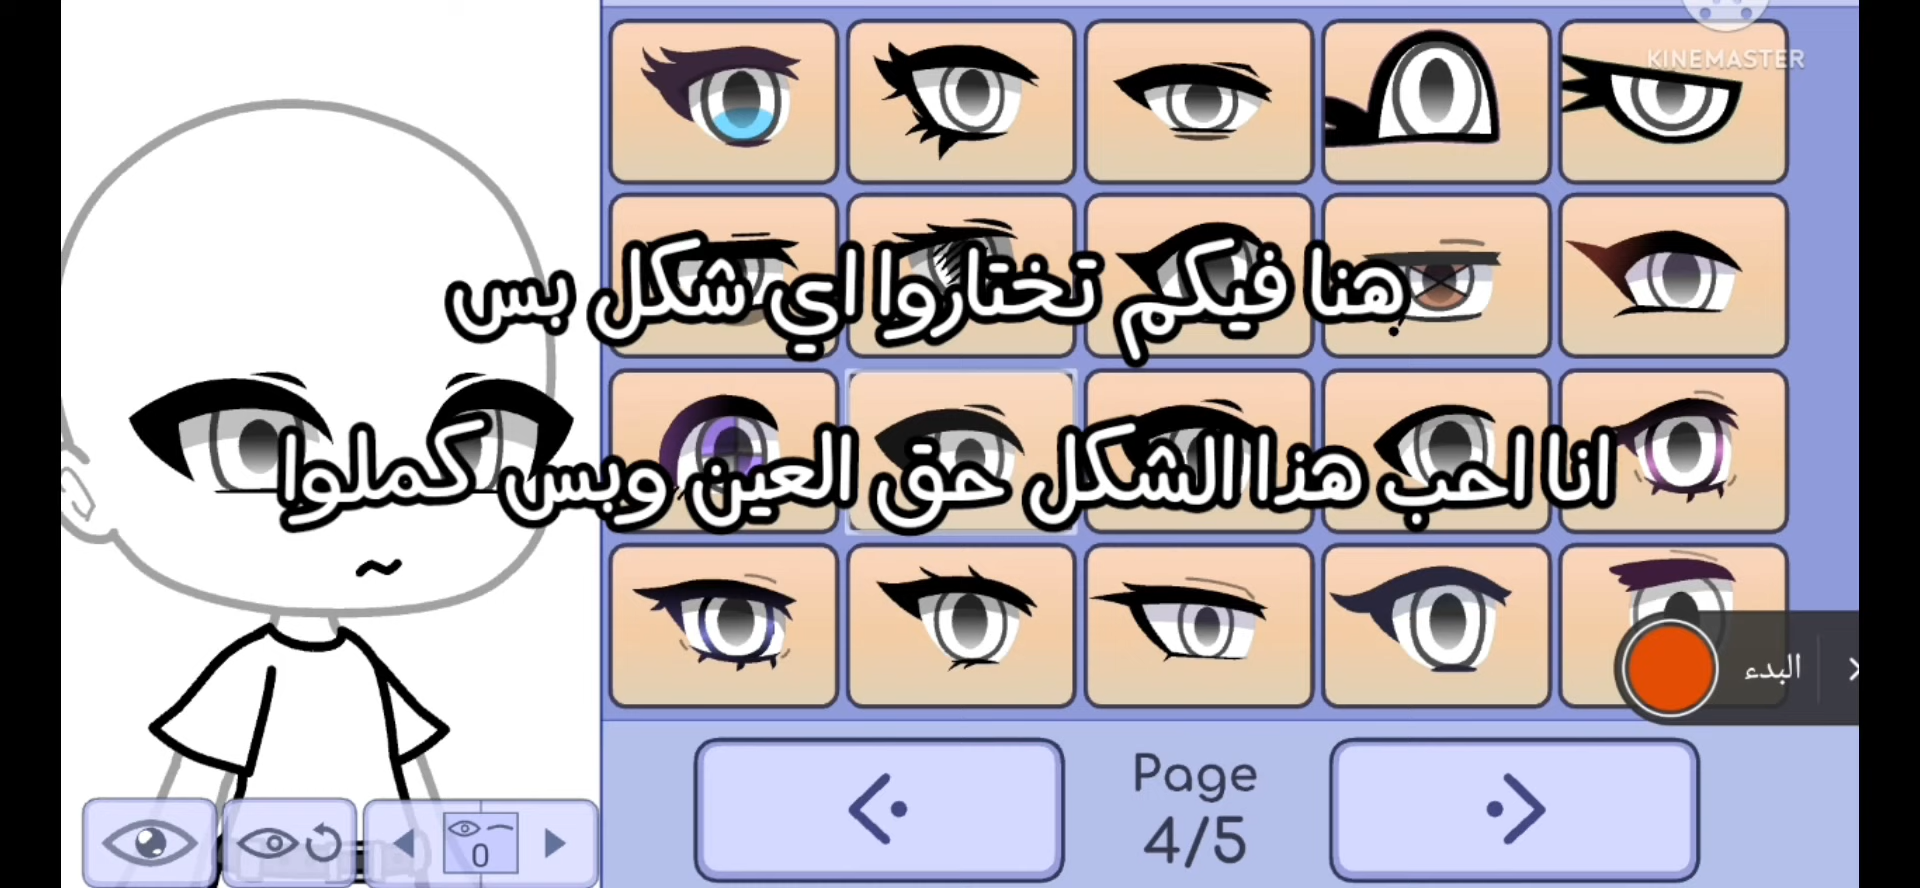 KINEMASTER
هنا فيكم تختاروا اي شكل بس
انا احب هذا الشكل حق العين وبس كملوا
البدء
Page
4/5
0